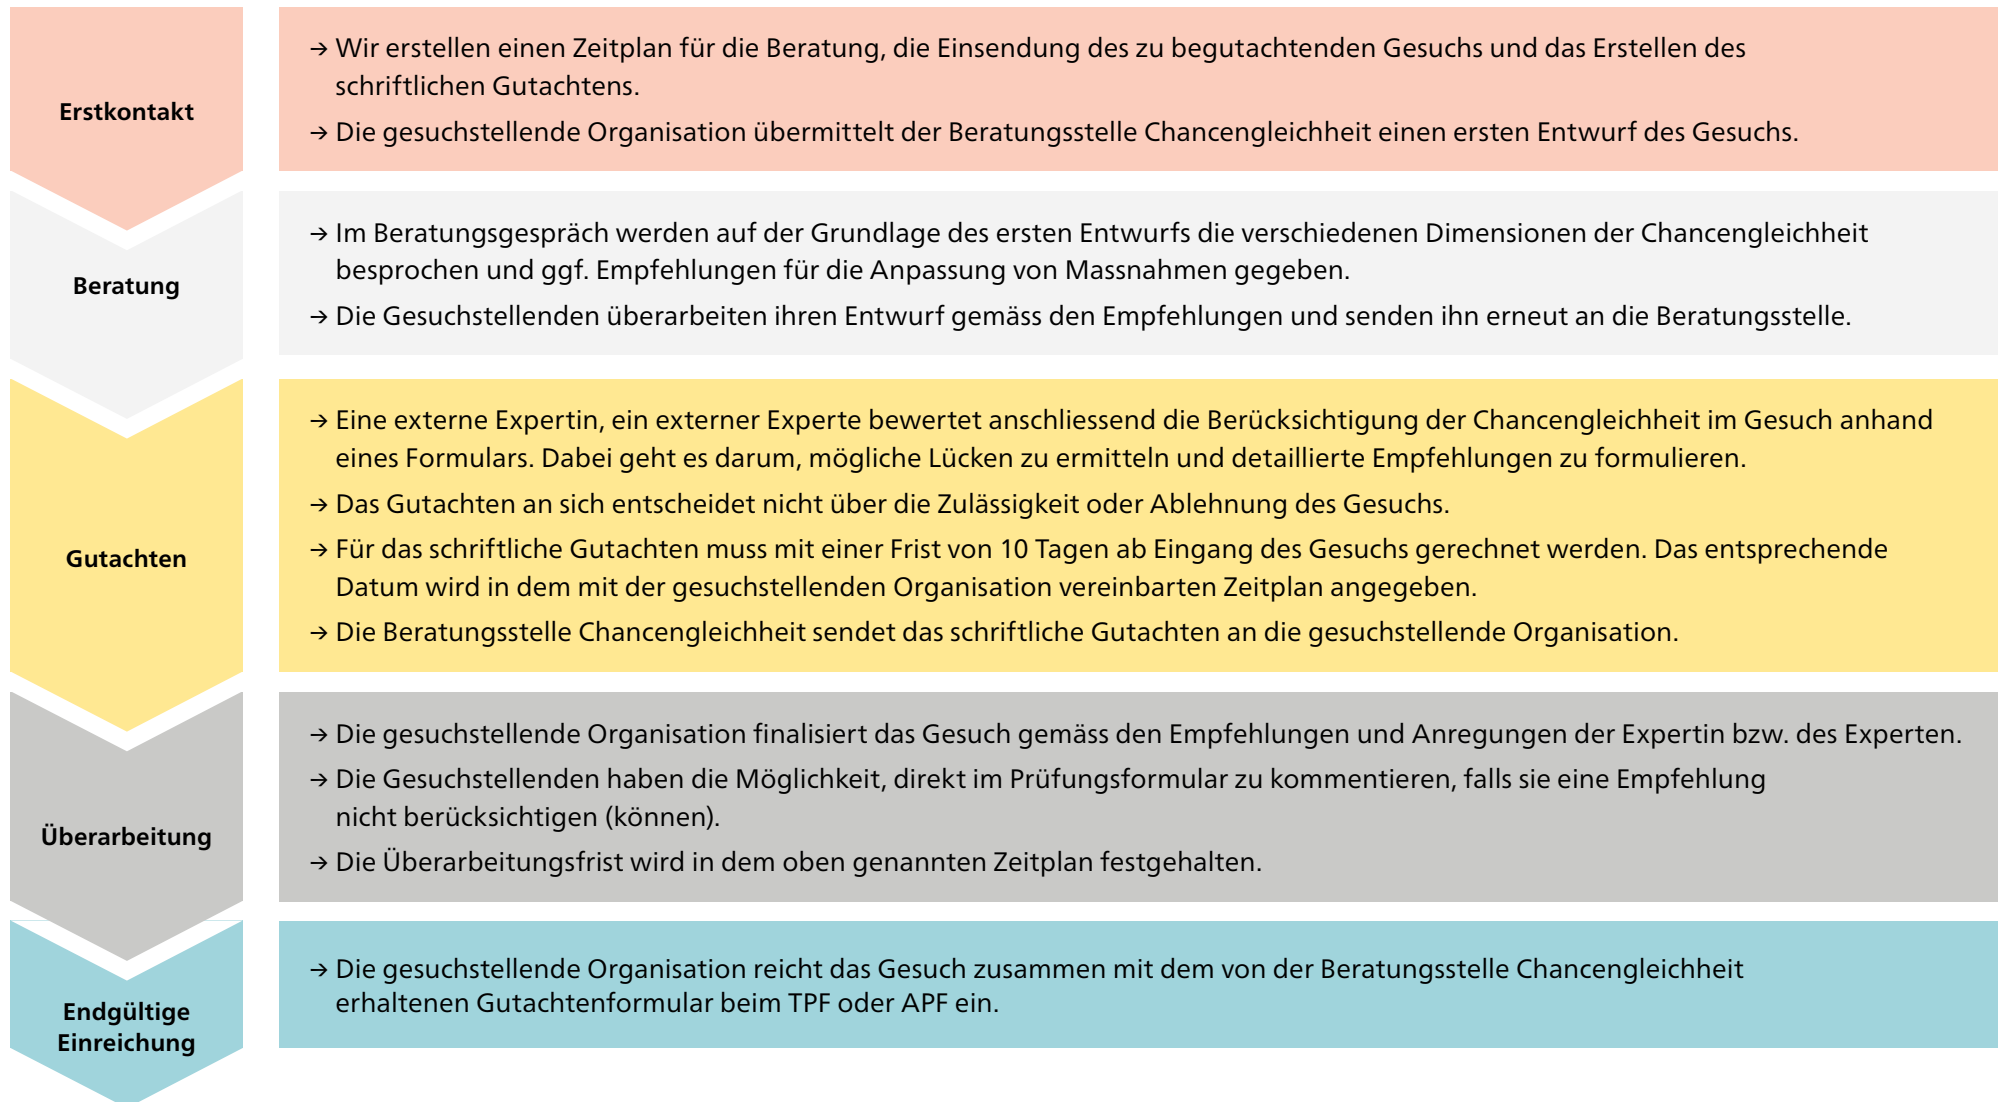 Erstkontakt
→ Wir erstellen einen Zeitplan für die Beratung, die Einsendung des zu begutachtenden Gesuchs und das Erstellen des
schriftlichen Gutachtens.
→ Die gesuchstellende Organisation übermittelt der Beratungsstelle Chancengleichheit einen ersten Entwurf des Gesuchs.
Beratung
→ Im Beratungsgespräch werden auf der Grundlage des ersten Entwurfs die verschiedenen Dimensionen der Chancengleichheit
besprochen und ggf. Empfehlungen für die Anpassung von Massnahmen gegeben.
→ Die Gesuchstellenden überarbeiten ihren Entwurf gemäss den Empfehlungen und senden ihn erneut an die Beratungsstelle.
Gutachten
→ Eine externe Expertin, ein externer Experte bewertet anschliessend die Berücksichtigung der Chancengleichheit im Gesuch anhand
eines Formulars. Dabei geht es darum, mögliche Lücken zu ermitteln und detaillierte Empfehlungen zu formulieren.
→ Das Gutachten an sich entscheidet nicht über die Zulässigkeit oder Ablehnung des Gesuchs.
→ Für das schriftliche Gutachten muss mit einer Frist von 10 Tagen ab Eingang des Gesuchs gerechnet werden. Das entsprechende
Datum wird in dem mit der gesuchstellenden Organisation vereinbarten Zeitplan angegeben.
→ Die Beratungsstelle Chancengleichheit sendet das schriftliche Gutachten an die gesuchstellende Organisation.
Überarbeitung
→ Die gesuchstellende Organisation finalisiert das Gesuch gemäss den Empfehlungen und Anregungen der Expertin bzw. des Experten.
→ Die Gesuchstellenden haben die Möglichkeit, direkt im Prüfungsformular zu kommentieren, falls sie eine Empfehlung
nicht berücksichtigen (können).
→ Die Überarbeitungsfrist wird in dem oben genannten Zeitplan festgehalten.
Endgültige
Einreichung
→ Die gesuchstellende Organisation reicht das Gesuch zusammen mit dem von der Beratungsstelle Chancengleichheit
erhaltenen Gutachtenformular beim TPF oder APF ein.